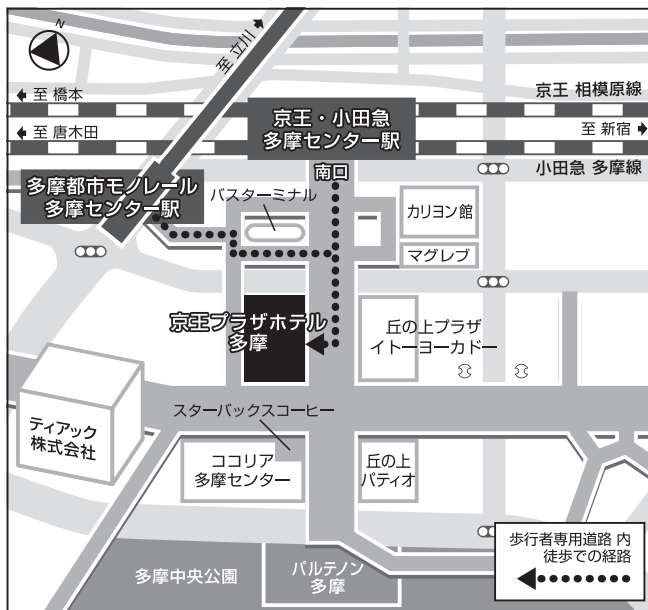 N
至 立川
至 橋本
京王 相模原線
京王・小田急
多摩センター駅
至 唐木田
至 新宿
南口
小田急 多摩線
多摩都市モノレール
多摩センター駅
バスターミナル
カリヨン館
マグレブ
京王プラザホテル
多摩
丘の上プラザ
イトーヨーカドー
スターバックスコーヒー
ティアック
株式会社
ココリア
多摩センター
丘の上
パティオ
歩行者専用道路 内
徒歩での経路
多摩中央公園
パルテノン
多摩